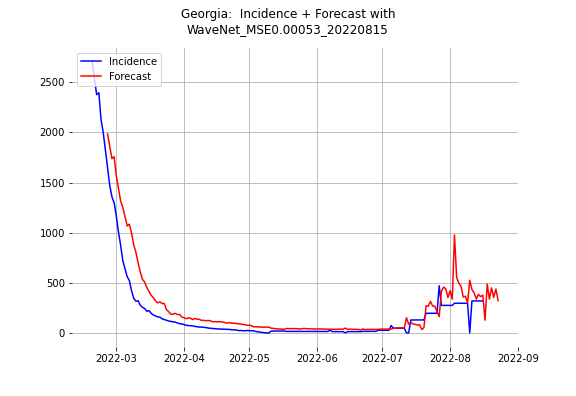 Georgia:  Incidence + Forecast with
WaveNet_MSE0.00053_20220815
Incidence
Forecast
2500
2000
1500
1000
500
0
2022-03 2022-04 2022-05 2022-06 2022-07 2022-08 2022-09